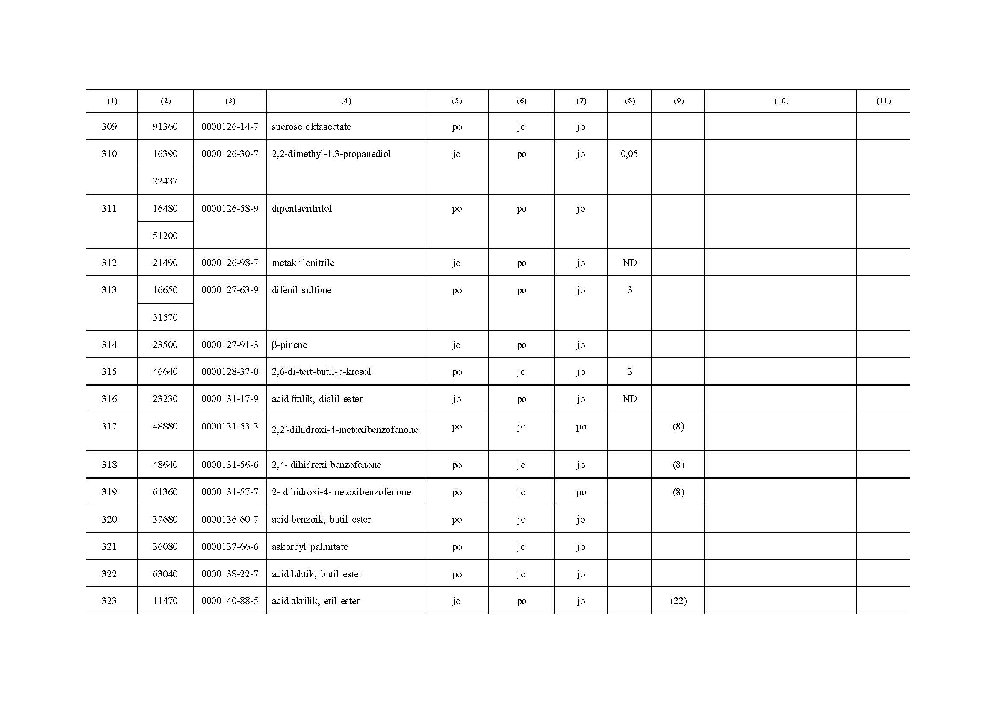 (1) (2) (3) (4) (5) (6) (7) (8) (9) (10) (11)
309 91360 0000126-14-7 sucrose oktaacetate po jo jo
310 16390 0000126-30-7 2,2-dimethyl-1,3-propanediol jo po jo 0,05
22437
311 16480 0000126-58-9 dipentaeritritol po po jo
51200
312 21490 0000126-98-7 metakrilonitrile jo po jo ND
313 16650 0000127-63-9 difenil sulfone po po jo 3
51570
314 23500 0000127-91-3 β-pinene jo po jo
315 46640 0000128-37-0 2,6-di-tert-butil-p-kresol po jo jo 3
316 23230 0000131-17-9 acid ftalik, dialil ester jo po jo ND
317 48880 0000131-53-3 2,2′-dihidroxi-4-metoxibenzofenone po jo po (8)
318 48640 0000131-56-6 2,4- dihidroxi benzofenone po jo jo (8)
319 61360 0000131-57-7 2- dihidroxi-4-metoxibenzofenone po jo po (8)
320 37680 0000136-60-7 acid benzoik, butil ester po jo jo
321 36080 0000137-66-6 askorbyl palmitate po jo jo
322 63040 0000138-22-7 acid laktik, butil ester po jo jo
323 11470 0000140-88-5 acid akrilik, etil ester jo po jo (22)